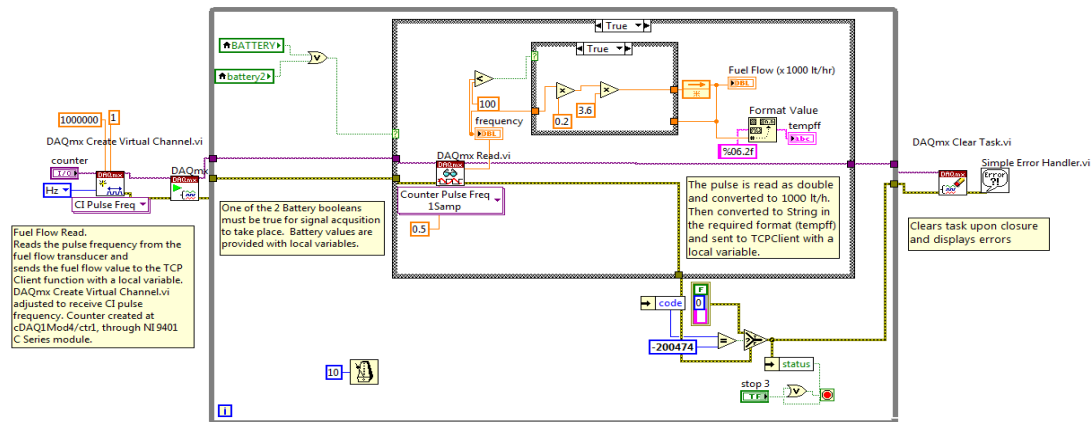 True
BATTERY
battery2
True
100
frequency
DBL
0.2
3.6
Fuel Flow (x1000 lt/hr)
DBL
Format Value
tempff
abc
%06.2f
1000000
1
DAQmx Create Virtual Channel.vi
counter
I/O
Hz
CI Pulse Freq
DAQmx
DAQmx Read.vi
Counter Pulse Freq
1Samp
0.5
One of the 2 Battery booleans
must be true for signal acqusition
to take place. Battery values are
provided with local variables.
The pulse is read as double
and converted to 1000 lt/h.
Then converted to String in
the required format (tempff)
and sent to TCPClient with a
local variable.
DAQmx Clear Task.vi
Simple Error Handler.vi
Error
?!
Clears task upon closure
and displays errors
Fuel Flow Read.
Reads the pulse frequency from the
fuel flow transducer and
sends the fuel flow value to the TCP
Client function with a local variable.
DAQmx Create Virtual Channel.vi
adjusted to receive CI pulse
frequency. Counter created at
cDAQ1Mod4/ctr1, through NI 9401
C Series module.
code
F
0
-200474
=
?
status
stop 3
TF
10
i